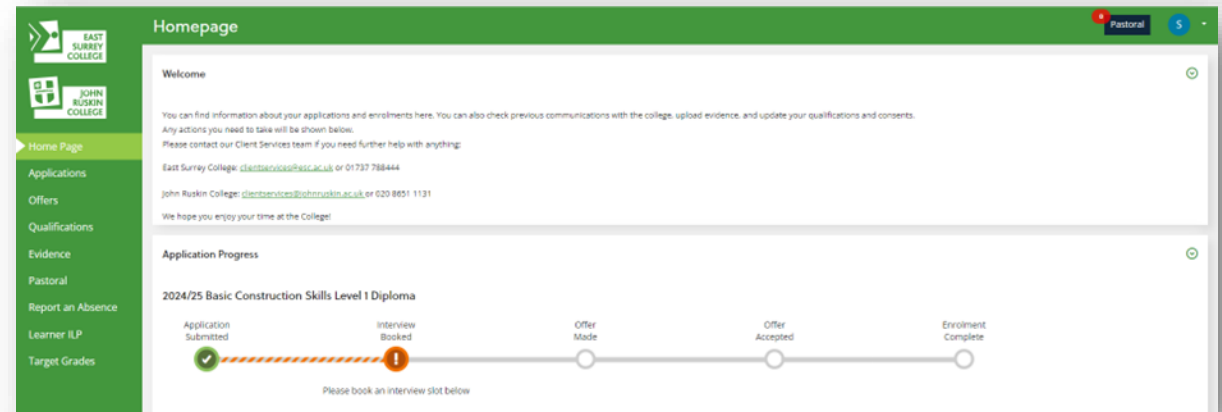 EAST
SURREY
COLLEGE
JOHN
RUSKIN
COLLEGE
Home Page
Applications
Offers
Qualifications
Evidence
Pastoral
Report an Absence
Learner ILP
Target Grades
Homepage
0
Pastoral
S
Welcome
You can find information about your applications and enrolments here. You can also check previous communications with the college, upload evidence, and update your qualifications and consents.
Any actions you need to take will be shown below.
Please contact our Client Services team if you need further help with anything:
East Surrey College: clientservices@esc.ac.uk or 01737 788444
John Ruskin College: clientservices@johnruskin.ac.uk or 020 8651 1131
We hope you enjoy your time at the College!
Application Progress
2024/25 Basic Construction Skills Level 1 Diploma
Application
Submitted
Interview
Booked
Offer
Made
Offer
Accepted
Enrolment
Complete
Please book an interview slot below